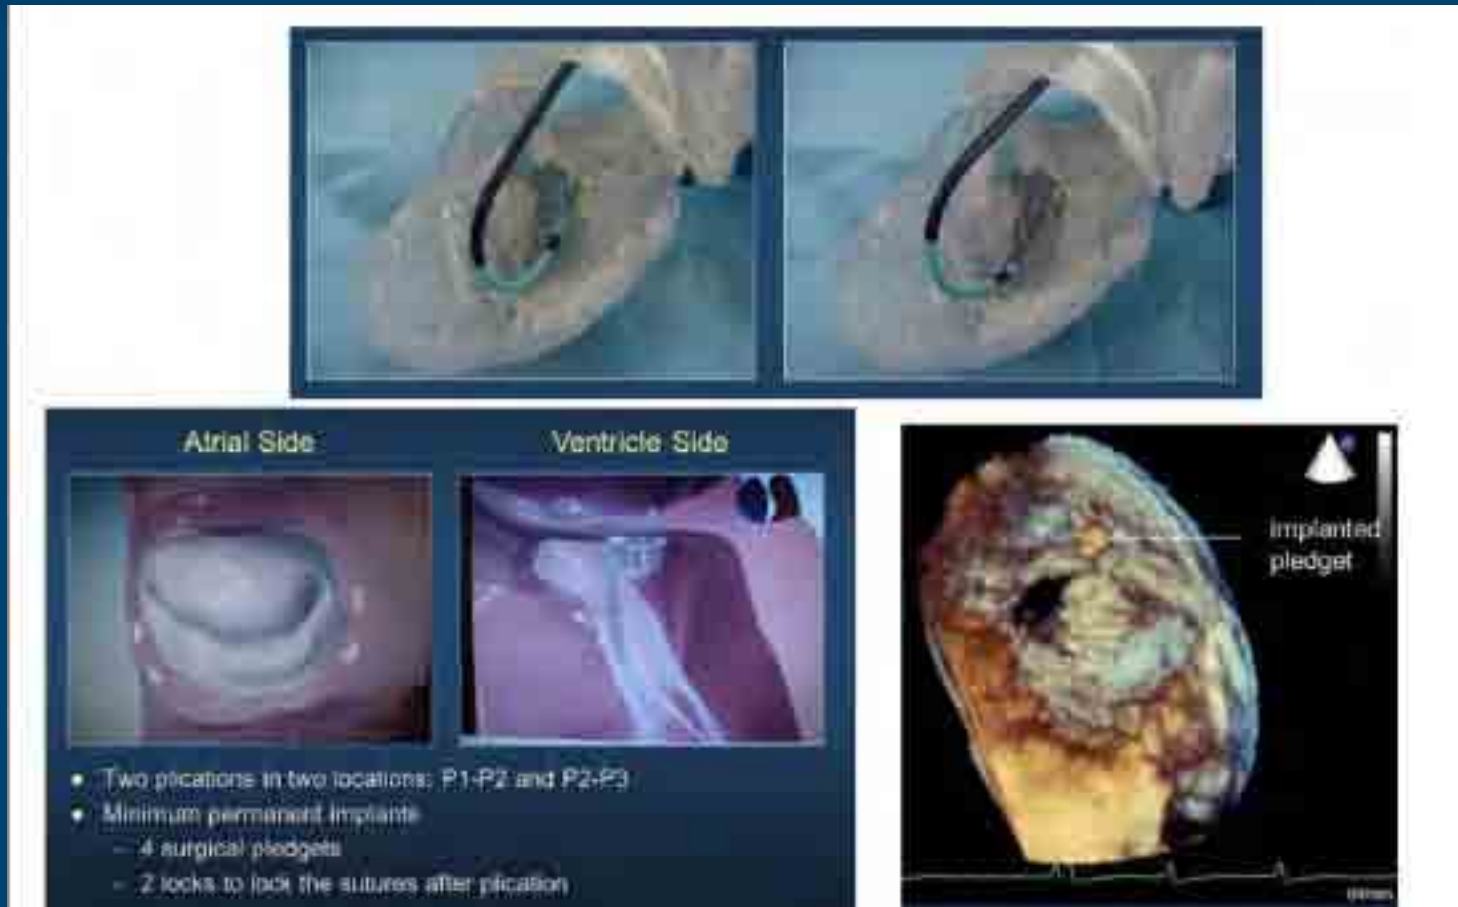 Atrial Side
Ventricle Side
Two plications in two locations: P1-P2 and P2-P3
Minimum permanent implants
- 4 surgical pledgets
- 2 locks to lock the sutures after plication
Implanted
pledget